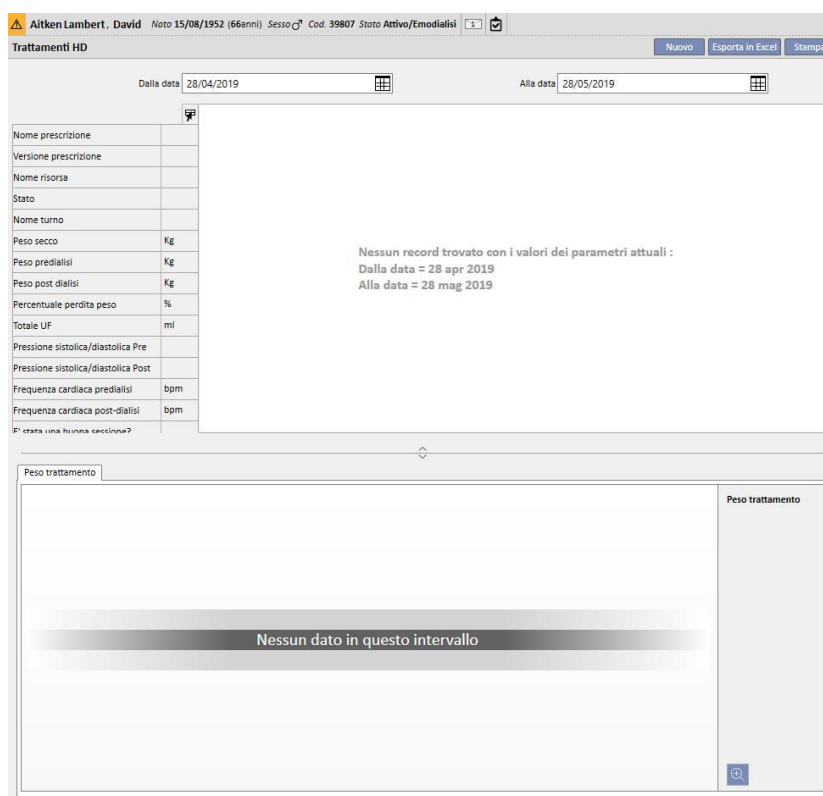 Aitken Lambert, David Nato 15/08/1952 (66anni) Sesso ♂ Cod. 39807 Stato Attivo/Emodialisi 1
Trattamenti HD Nuovo Esporta in Excel Stampa
Dalla data 28/04/2019 Alla data 28/05/2019
Nome prescrizione
Versione prescrizione
Nome risorsa
Stato
Nome turno
Peso secco Kg
Peso predialisi Kg
Peso post dialisi Kg
Percentuale perdita peso %
Totale UF ml
Pressione sistolica/diastolica Pre
Pressione sistolica/diastolica Post
Frequenza cardiaca predialisi bpm
Frequenza cardiaca post-dialisi bpm
E' stata una buona sessione?
Nessun record trovato con i valori dei parametri attuali :
Dalla data = 28 apr 2019
Alla data = 28 mag 2019
Peso trattamento
Peso trattamento
Nessun dato in questo intervallo